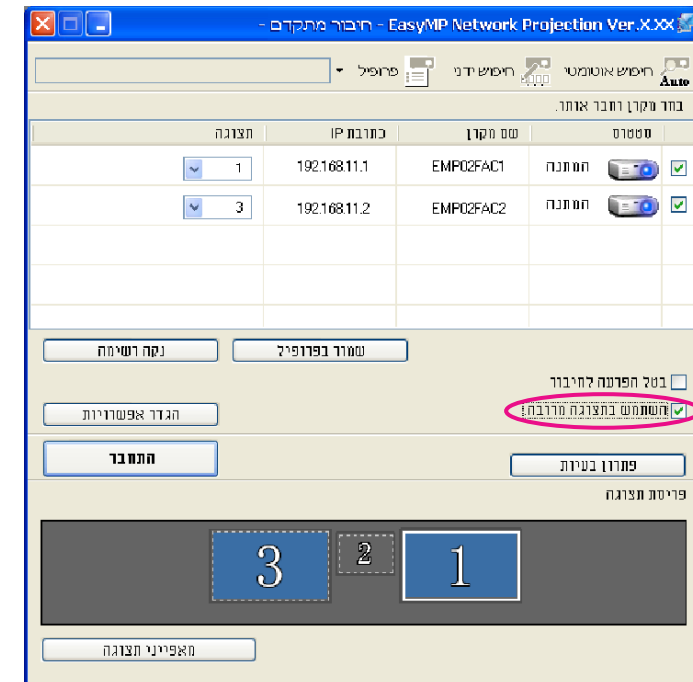 EasyMP Network Projection Ver.X.XX - חיבור מתקדם -
Auto חיפוש אוטומטי חיפוש ידני פרופיל
בחר מקרן וחבר אותו.
סטטוס שם מקרן כתובת IP תצוגה
המתנה EMP02FAC1 192.168.11.1 1
המתנה EMP02FAC2 192.168.11.2 3
שמור בפרופיל נקה רשימה
בטל הפרעה לחיבור
השתמש בתצוגה מרובה הגדר אפשרויות
פתרון בעיות התחבר
פריסת תצוגה
3 2 1
מאפייני תצוגה